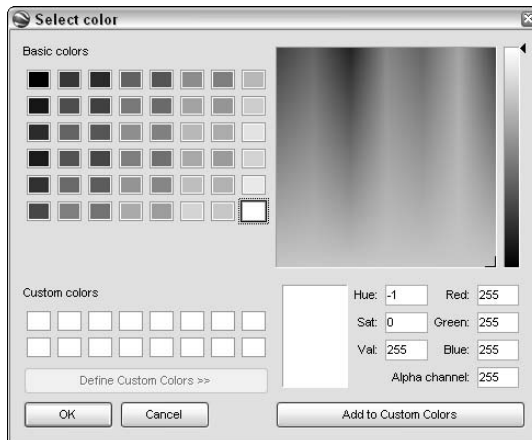 Select color
Basic colors
Custom colors
Define Custom Colors >>
OK
Cancel
Hue: -1
Red: 255
Sat: 0
Green: 255
Val: 255
Blue: 255
Alpha channel: 255
Add to Custom Colors